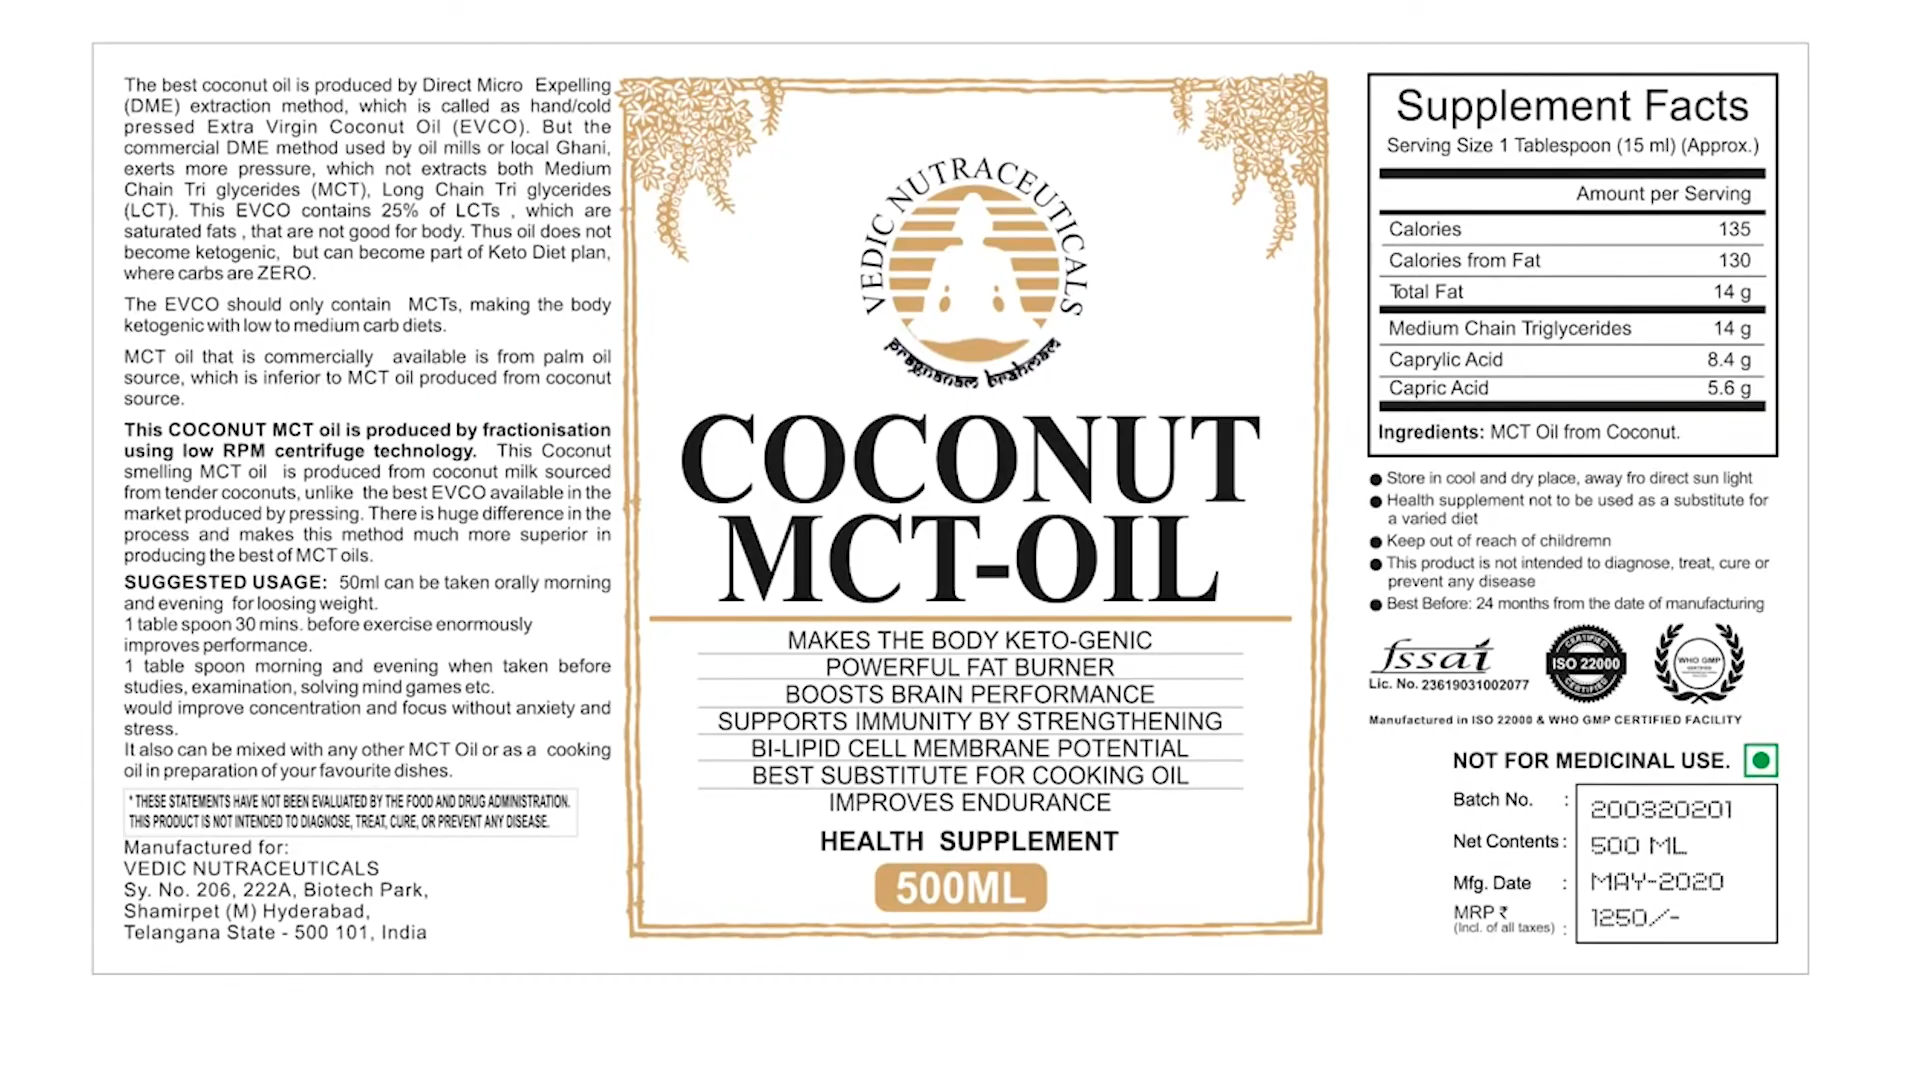 The best coconut oil is produced by Direct Micro Expelling
(DME) extraction method, which is called as hand/cold
pressed Extra Virgin Coconut Oil (EVCO). But the
commercial DME method used by oil mills or local Ghani,
exerts more pressure, which not extracts both Medium
Chain Tri glycerides (MCT), Long Chain Tri glycerides
(LCT). This EVCO contains 25% of LCTs , which are
saturated fats , that are not good for body. Thus oil does not
become ketogenic, but can become part of Keto Diet plan,
where carbs are ZERO.
The EVCO should only contain MCTs, making the body
ketogenic with low to medium carb diets.
MCT oil that is commercially available is from palm oil
source, which is inferior to MCT oil produced from coconut
source.
This COCONUT MCT oil is produced by fractionisation
using low RPM centrifuge technology. This Coconut
smelling MCT oil is produced from coconut milk sourced
from tender coconuts, unlike the best EVCO available in the
market produced by pressing. There is huge difference in the
process and makes this method much more superior in
producing the best of MCT oils.
SUGGESTED USAGE: 50ml can be taken orally morning
and evening for loosing weight.
1 table spoon 30 mins. before exercise enormously
improves performance.
1 table spoon morning and evening when taken before
studies, examination, solving mind games etc.
would improve concentration and focus without anxiety and
stress.
It also can be mixed with any other MCT Oil or as a cooking
oil in preparation of your favourite dishes.
* THESE STATEMENTS HAVE NOT BEEN EVALUATED BY THE FOOD AND DRUG ADMINISTRATION.
THIS PRODUCT IS NOT INTENDED TO DIAGNOSE, TREAT, CURE, OR PREVENT ANY DISEASE.
Manufactured for:
VEDIC NUTRACEUTICALS
Sy. No. 206, 222A, Biotech Park,
Shamirpet (M) Hyderabad,
Telangana State - 500 101, India
VEDIC NUTRACEUTICALS
pragnanam brahmam
COCONUT
MCT-OIL
MAKES THE BODY KETO-GENIC
POWERFUL FAT BURNER
BOOSTS BRAIN PERFORMANCE
SUPPORTS IMMUNITY BY STRENGTHENING
BI-LIPID CELL MEMBRANE POTENTIAL
BEST SUBSTITUTE FOR COOKING OIL
IMPROVES ENDURANCE
HEALTH SUPPLEMENT
500ML
Supplement Facts
Serving Size 1 Tablespoon (15 ml) (Approx.)
Amount per Serving
Calories 135
Calories from Fat 130
Total Fat 14 g
Medium Chain Triglycerides 14 g
Caprylic Acid 8.4 g
Capric Acid 5.6 g
Ingredients: MCT Oil from Coconut.
● Store in cool and dry place, away fro direct sun light
● Health supplement not to be used as a substitute for
a varied diet
● Keep out of reach of childremn
● This product is not intended to diagnose, treat, cure or
prevent any disease
● Best Before: 24 months from the date of manufacturing
fssai
Lic. No. 23619031002077
CERTIFIED
ISO 22000
CERTIFIED
WHO GMP
Manufactured in ISO 22000 & WHO GMP CERTIFIED FACILITY
NOT FOR MEDICINAL USE.
Batch No. : 200320201
Net Contents : 500 ML
Mfg. Date : MAY-2020
MRP ₹
(Incl. of all taxes) : 1250/-